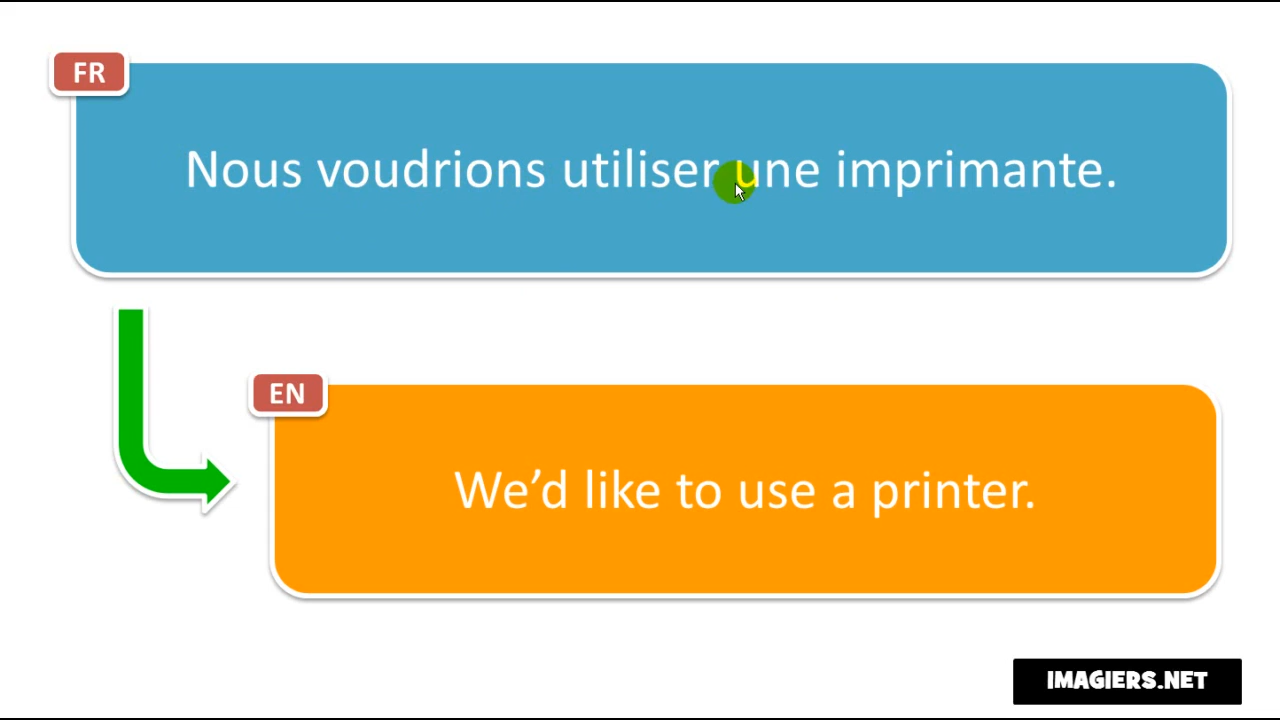 FR
Nous voudrions utiliser une imprimante.
EN
We’d like to use a printer.
IMAGIERS.NET